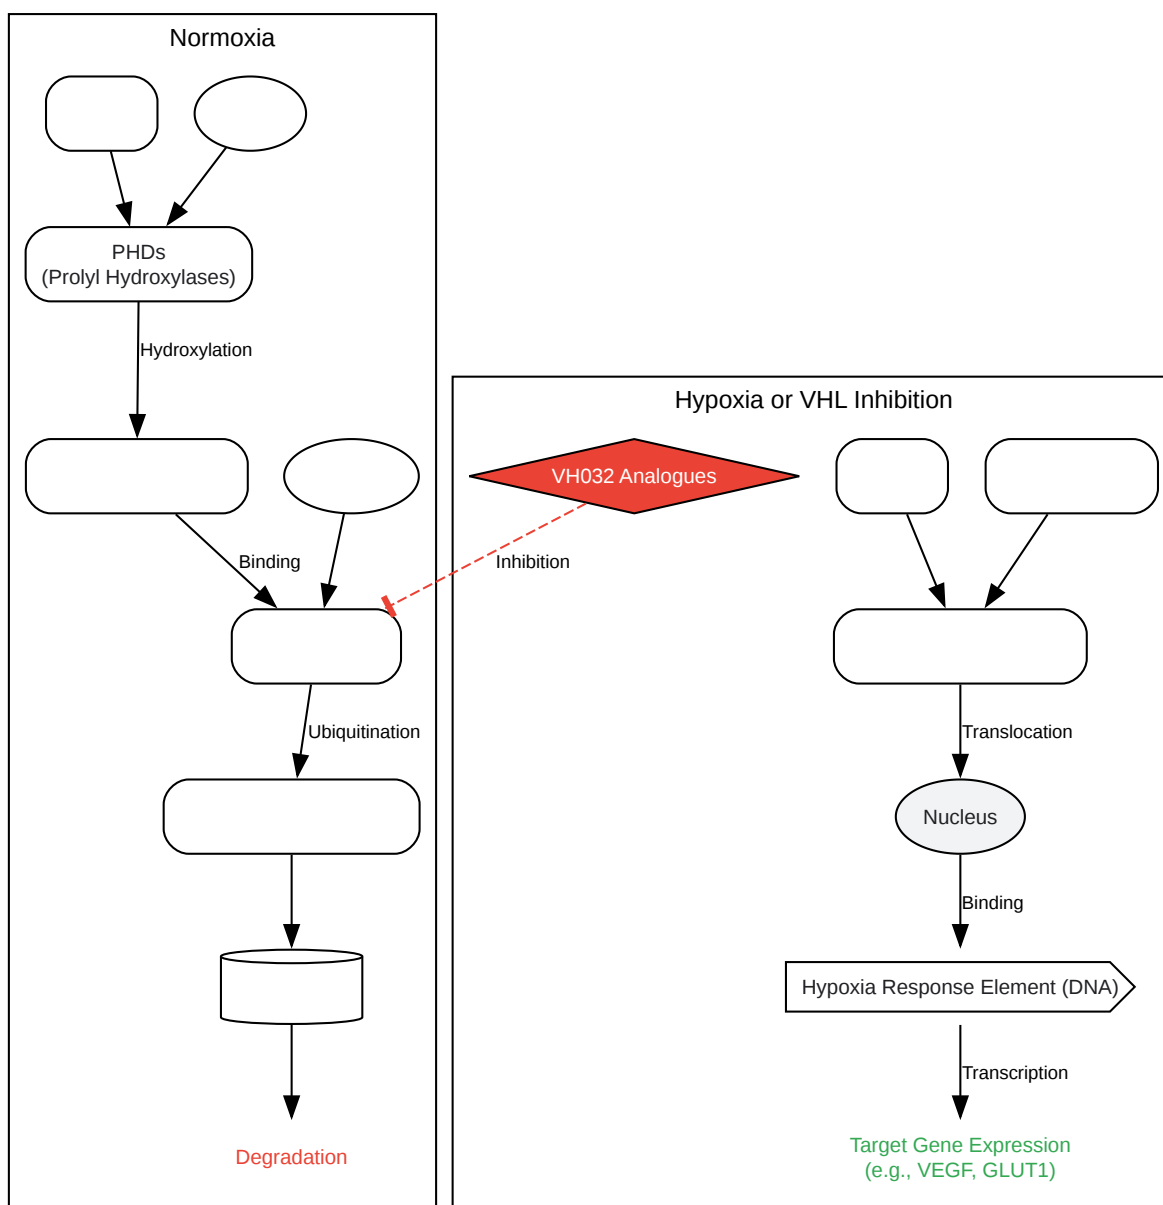 Normoxia
PHDs
(Prolyl Hydroxylases)
Hydroxylation
Binding
Ubiquitination
Degradation
Hypoxia or VHL Inhibition
VH032 Analogues
Inhibition
Translocation
Nucleus
Binding
Hypoxia Response Element (DNA)
Transcription
Target Gene Expression
(e.g., VEGF, GLUT1)